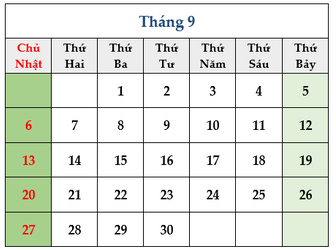 Tháng 9
Chủ Nhật Thứ Hai Thứ Ba Thứ Tư Thứ Năm Thứ Sáu Thứ Bảy
1 2 3 4 5
6 7 8 9 10 11 12
13 14 15 16 17 18 19
20 21 22 23 24 25 26
27 28 29 30